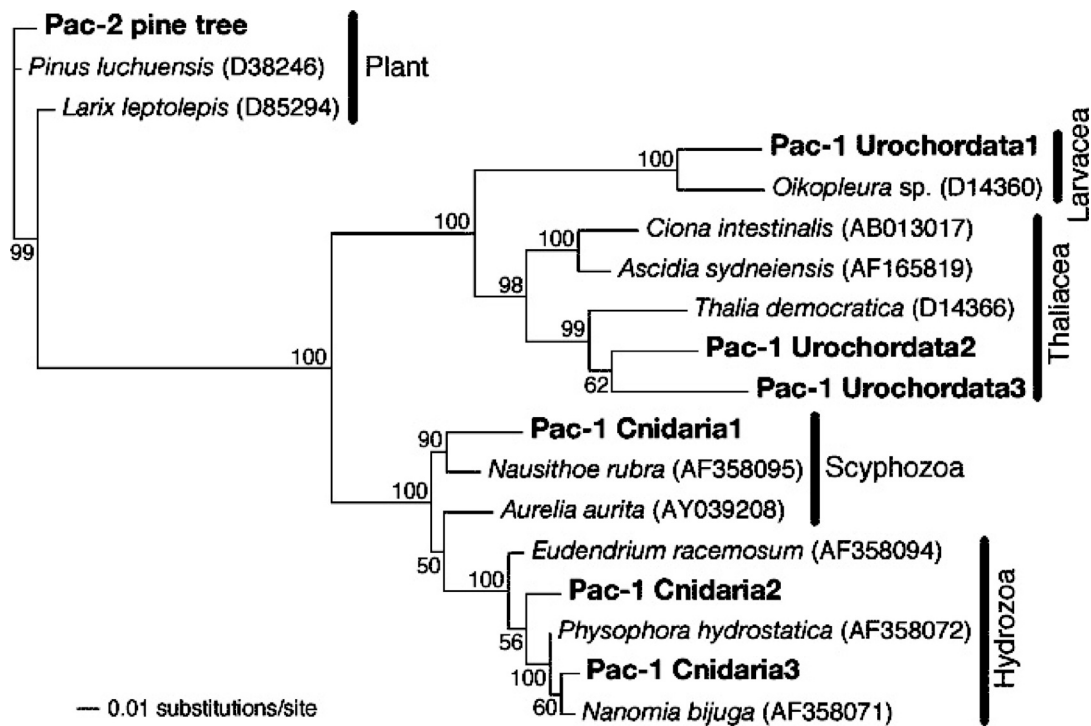 Pac-2 pine tree
Pinus luchuensis (D38246)
Plant
Larix leptolepis (D85294)
99
100
Pac-1 Urochordata1
Oikopleura sp. (D14360)
Larvacea
100
100
Ciona intestinalis (AB013017)
Ascidia sydneiensis (AF165819)
98
Thalia democratica (D14366)
99
Pac-1 Urochordata2
62
Pac-1 Urochordata3
Thaliacea
100
Pac-1 Cnidaria1
90
Nausithoe rubra (AF358095)
Scyphozoa
100
Aurelia aurita (AY039208)
50
Eudendrium racemosum (AF358094)
100
Pac-1 Cnidaria2
56
Physophora hydrostatica (AF358072)
Hydrozoa
100
Pac-1 Cnidaria3
60
Nanomia bijuga (AF358071)
0.01 substitutions/site